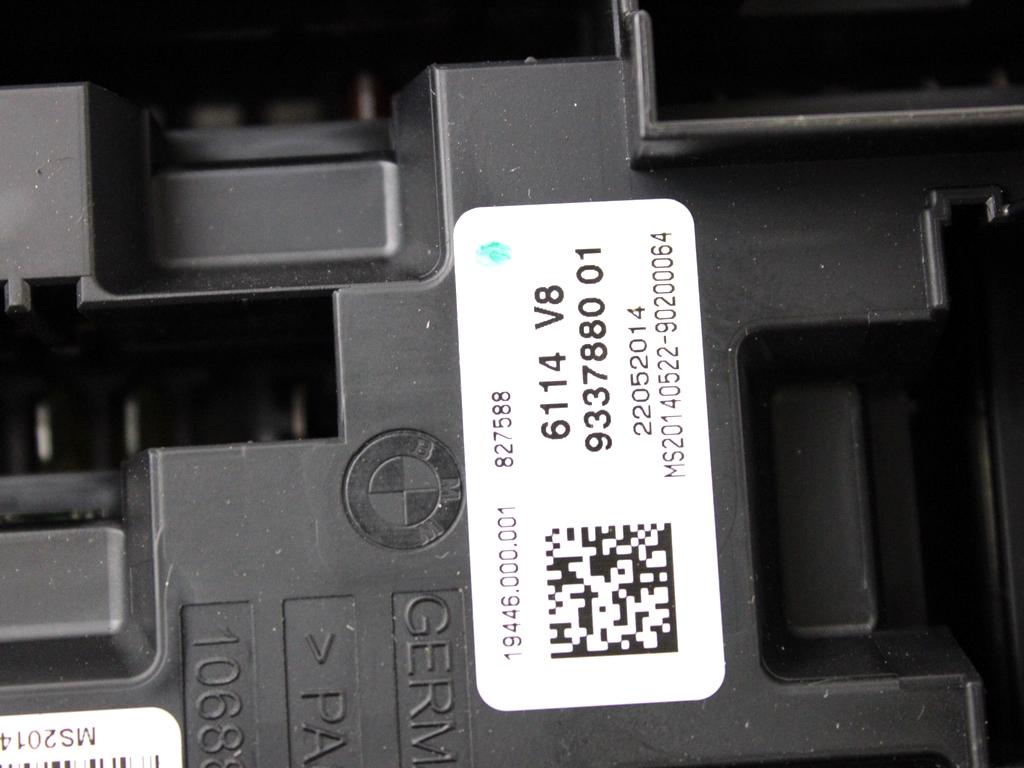 6114 V8
9337880 01
22052014
MS20140522-90200064
19446.000.001 827588
BMW
GERM
> PA
1068
MS2014